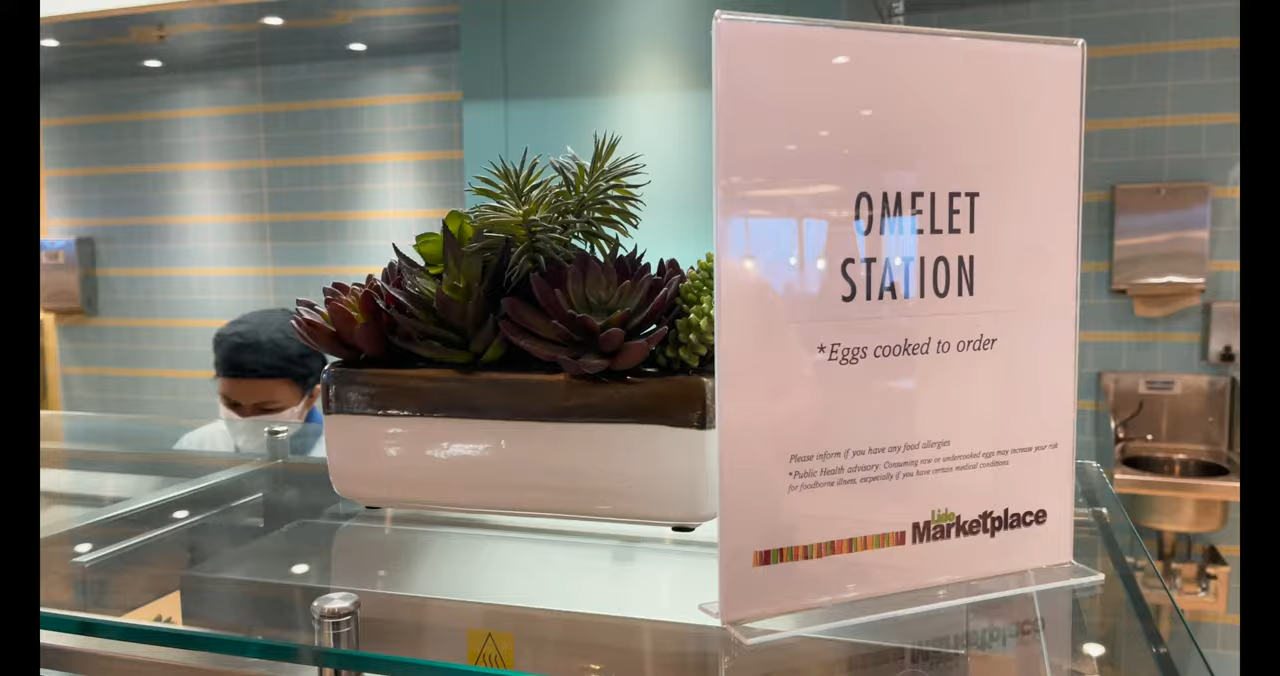 OMELET
STATION
*Eggs cooked to order
Please inform if you have any food allergies
*Public Health advisory: Consuming raw or undercooked eggs may increase your risk
for foodborne illness, escpecially if you have certain medical conditions
Lido
Marketplace